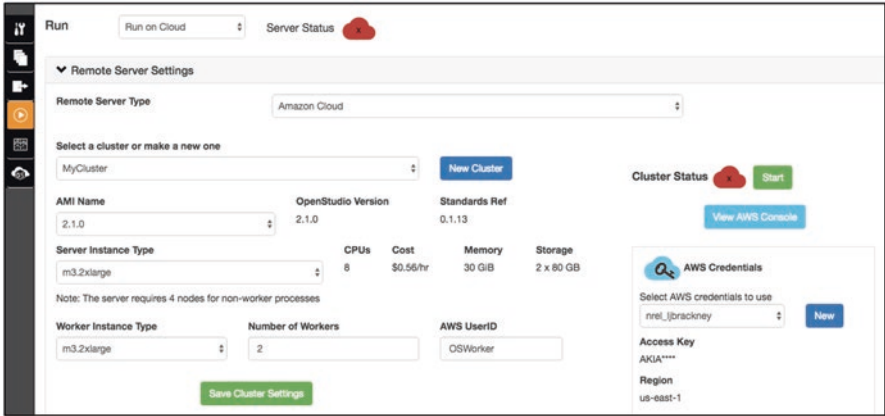 Run Run on Cloud Server Status x
Remote Server Settings
Remote Server Type Amazon Cloud
Select a cluster or make a new one
MyCluster New Cluster
Cluster Status x Start
AMI Name OpenStudio Version Standards Ref
2.1.0 2.1.0 0.1.13
View AWS Console
Server Instance Type CPUs Cost Memory Storage
m3.2xlarge 8 $0.56/hr 30 GiB 2 x 80 GB
AWS Credentials
Note: The server requires 4 nodes for non-worker processes
Select AWS credentials to use
nrel_ljbrackney New
Worker Instance Type Number of Workers AWS UserID
m3.2xlarge 2 OSWorker
Access Key
AKIA****
Save Cluster Settings
Region
us-east-1